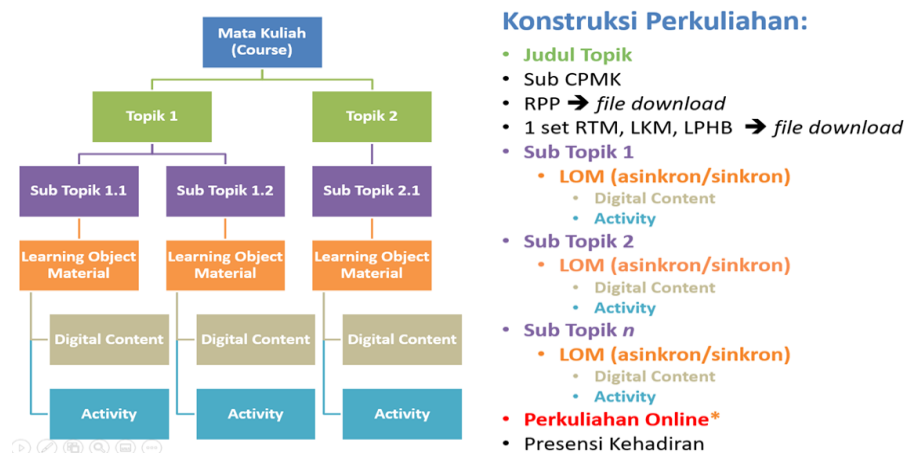 Mata Kuliah
(Course)
Topik 1
Topik 2
Sub Topik 1.1
Sub Topik 1.2
Sub Topik 2.1
Learning Object
Material
Learning Object
Material
Learning Object
Material
Digital Content
Digital Content
Digital Content
Activity
Activity
Activity
Konstruksi Perkuliahan:
• Judul Topik
• Sub CPMK
• RPP ➔ file download
• 1 set RTM, LKM, LPHB ➔ file download
• Sub Topik 1
• LOM (asinkron/sinkron)
• Digital Content
• Activity
• Sub Topik 2
• LOM (asinkron/sinkron)
• Digital Content
• Activity
• Sub Topik n
• LOM (asinkron/sinkron)
• Digital Content
• Activity
• Perkuliahan Online*
• Presensi Kehadiran